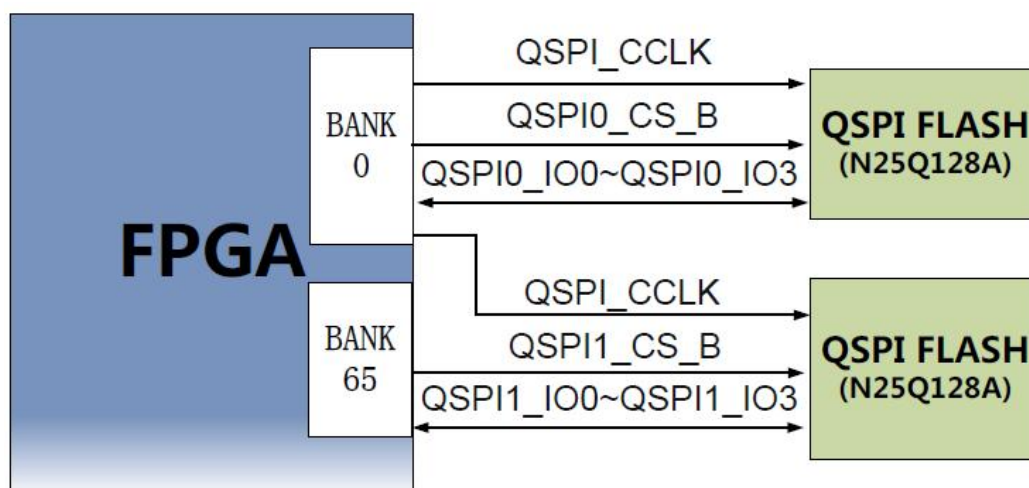 FPGA
BANK
0
QSPI_CCLK
QSPI0_CS_B
QSPI0_IO0~QSPI0_IO3
QSPI FLASH
(N25Q128A)
BANK
65
QSPI_CCLK
QSPI1_CS_B
QSPI1_IO0~QSPI1_IO3
QSPI FLASH
(N25Q128A)